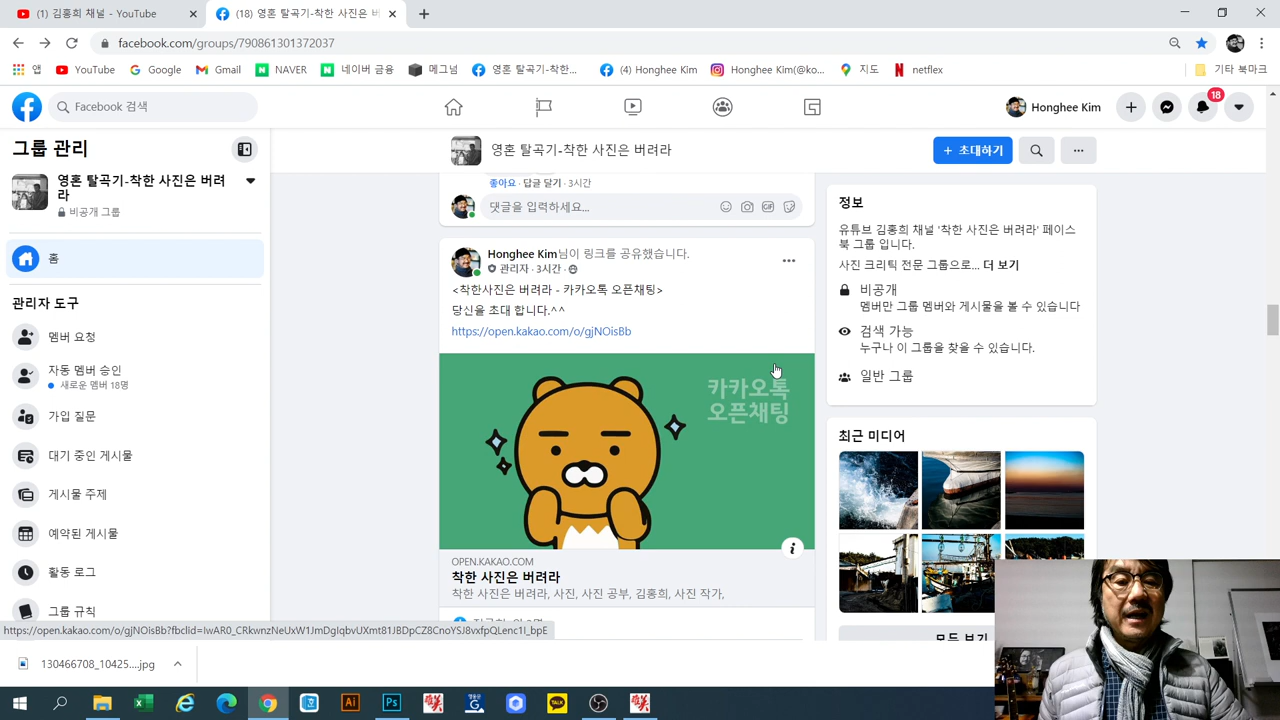 (1) 김홍희 채널 - YouTube
(18) 영혼 탈곡기-착한 사진은 버
facebook.com/groups/790861301372037
앱
YouTube
Google
Gmail
NAVER
네이버 금융
메그넘
영혼 탈곡기-착한...
(4) Honghee Kim
Honghee Kim(@ko...
지도
netflex
기타 북마크
Facebook 검색
18
Honghee Kim
그룹 관리
영혼 탈곡기-착한 사진은 버려
라
비공개 그룹
홈
관리자 도구
멤버 요청
자동 멤버 승인
새로운 멤버 18명
가입 질문
대기 중인 게시물
게시물 주제
예약된 게시물
활동 로그
그룹 규칙
영혼 탈곡기-착한 사진은 버려라
+ 초대하기
좋아요 · 답글 달기 · 3시간
댓글을 입력하세요...
GIF
Honghee Kim님이 링크를 공유했습니다.
관리자 · 3시간 ·
<착한사진은 버려라 - 카카오톡 오픈채팅>
당신을 초대 합니다.^^
https://open.kakao.com/o/gjNOisBb
카카오톡
오픈채팅
OPEN.KAKAO.COM
착한 사진은 버려라
착한 사진은 버려라, 사진, 사진 공부, 김홍희, 사진 작가,
정보
유튜브 김홍희 채널 '착한 사진은 버려라' 페이스
북 그룹 입니다.
사진 크리틱 전문 그룹으로... 더 보기
비공개
멤버만 그룹 멤버와 게시물을 볼 수 있습니다
검색 가능
누구나 이 그룹을 찾을 수 있습니다.
일반 그룹
최근 미디어
모두 보기
130466708_10425....jpg
Ai
Ps
TALK